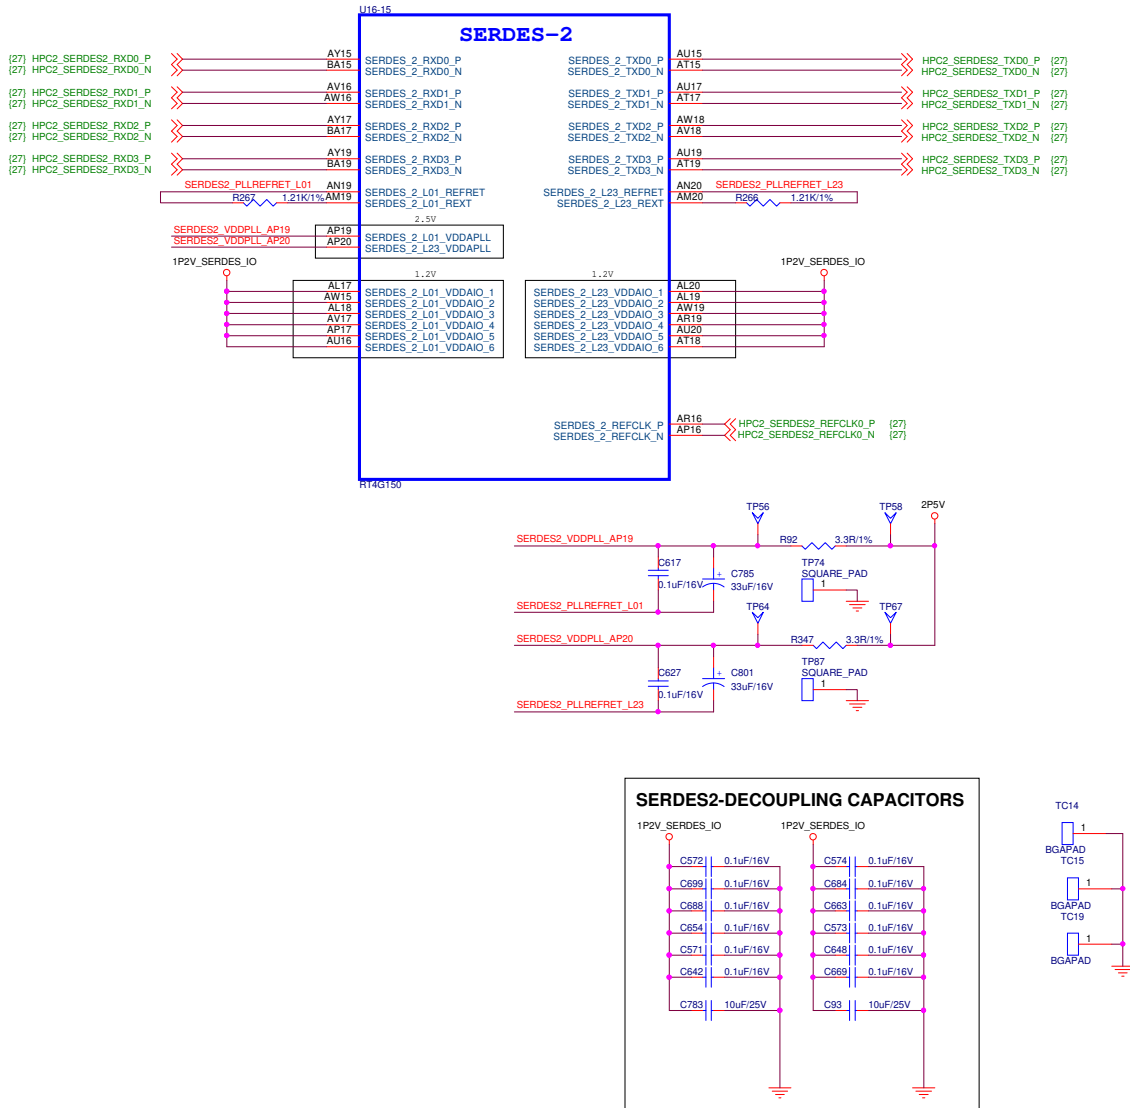 U16-15
SERDES-2
{27} HPC2_SERDES2_RXD0_P AY15 SERDES_2_RXD0_P SERDES_2_TXD0_P AU15 HPC2_SERDES2_TXD0_P {27}
{27} HPC2_SERDES2_RXD0_N BA15 SERDES_2_RXD0_N SERDES_2_TXD0_N AT15 HPC2_SERDES2_TXD0_N {27}
{27} HPC2_SERDES2_RXD1_P AV16 SERDES_2_RXD1_P SERDES_2_TXD1_P AU17 HPC2_SERDES2_TXD1_P {27}
{27} HPC2_SERDES2_RXD1_N AW16 SERDES_2_RXD1_N SERDES_2_TXD1_N AT17 HPC2_SERDES2_TXD1_N {27}
{27} HPC2_SERDES2_RXD2_P AY17 SERDES_2_RXD2_P SERDES_2_TXD2_P AW18 HPC2_SERDES2_TXD2_P {27}
{27} HPC2_SERDES2_RXD2_N BA17 SERDES_2_RXD2_N SERDES_2_TXD2_N AV18 HPC2_SERDES2_TXD2_N {27}
{27} HPC2_SERDES2_RXD3_P AY19 SERDES_2_RXD3_P SERDES_2_TXD3_P AU19 HPC2_SERDES2_TXD3_P {27}
{27} HPC2_SERDES2_RXD3_N BA19 SERDES_2_RXD3_N SERDES_2_TXD3_N AT19 HPC2_SERDES2_TXD3_N {27}
SERDES2_PLLREFRET_L01 AN19 SERDES_2_L01_REFRET SERDES_2_L23_REFRET AN20 SERDES2_PLLREFRET_L23
R267 1.21K/1% AM19 SERDES_2_L01_REXT SERDES_2_L23_REXT AM20 R266 1.21K/1%
2.5V
SERDES2_VDDPLL_AP19 AP19 SERDES_2_L01_VDDAPLL
SERDES2_VDDPLL_AP20 AP20 SERDES_2_L23_VDDAPLL
1P2V_SERDES_IO 1P2V_SERDES_IO
1.2V 1.2V
AL17 SERDES_2_L01_VDDAIO_1 SERDES_2_L23_VDDAIO_1 AL20
AW15 SERDES_2_L01_VDDAIO_2 SERDES_2_L23_VDDAIO_2 AL19
AL18 SERDES_2_L01_VDDAIO_3 SERDES_2_L23_VDDAIO_3 AW19
AV17 SERDES_2_L01_VDDAIO_4 SERDES_2_L23_VDDAIO_4 AR19
AP17 SERDES_2_L01_VDDAIO_5 SERDES_2_L23_VDDAIO_5 AU20
AU16 SERDES_2_L01_VDDAIO_6 SERDES_2_L23_VDDAIO_6 AT18
SERDES_2_REFCLK_P AR16 HPC2_SERDES2_REFCLK0_P {27}
SERDES_2_REFCLK_N AP16 HPC2_SERDES2_REFCLK0_N {27}
RT4G150
TP56 TP58 2P5V
SERDES2_VDDPLL_AP19 R92 3.3R/1%
C617 0.1uF/16V
C785 33uF/16V
TP74
SQUARE_PAD
1
SERDES2_PLLREFRET_L01 TP64 TP67
SERDES2_VDDPLL_AP20 R347 3.3R/1%
C627 0.1uF/16V
C801 33uF/16V
TP87
SQUARE_PAD
1
SERDES2_PLLREFRET_L23
SERDES2-DECOUPLING CAPACITORS
1P2V_SERDES_IO 1P2V_SERDES_IO
C572 0.1uF/16V C574 0.1uF/16V
C699 0.1uF/16V C684 0.1uF/16V
C688 0.1uF/16V C663 0.1uF/16V
C654 0.1uF/16V C573 0.1uF/16V
C571 0.1uF/16V C648 0.1uF/16V
C642 0.1uF/16V C669 0.1uF/16V
C783 10uF/25V C93 10uF/25V
TC14
1
BGAPAD
TC15
1
BGAPAD
TC19
1
BGAPAD